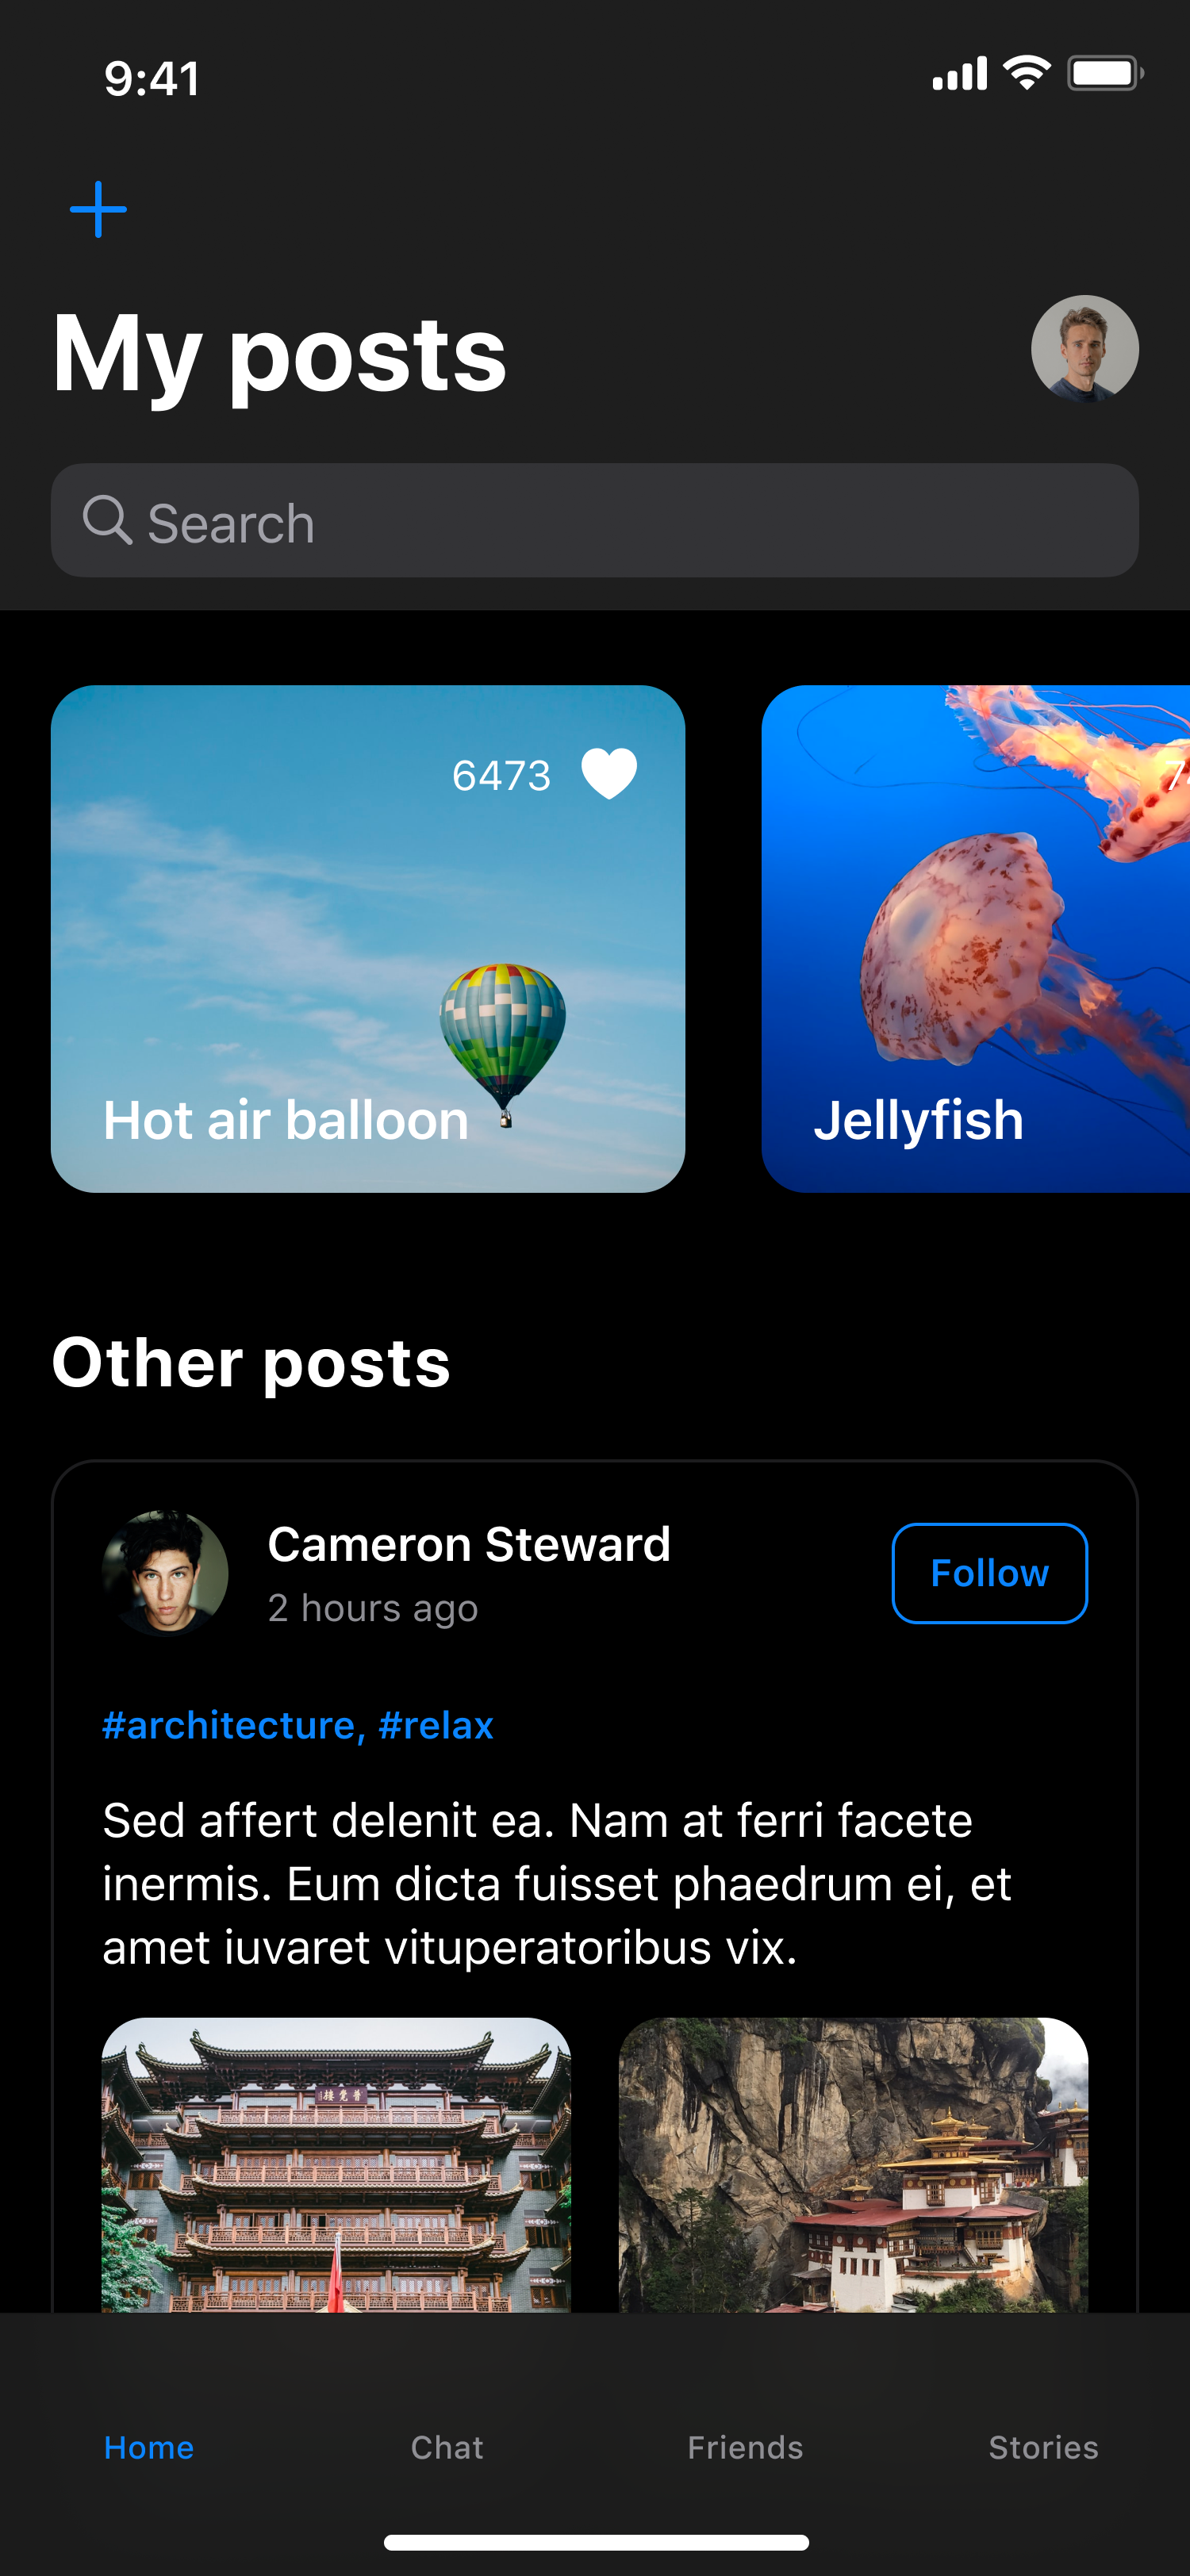 9:41
My posts
Search
6473
Hot air balloon
Jellyfish
Other posts
Cameron Steward
2 hours ago
Follow
#architecture, #relax
Sed affert delenit ea. Nam at ferri facete
inermis. Eum dicta fuisset phaedrum ei, et
amet iuvaret vituperatoribus vix.
Home
Chat
Friends
Stories